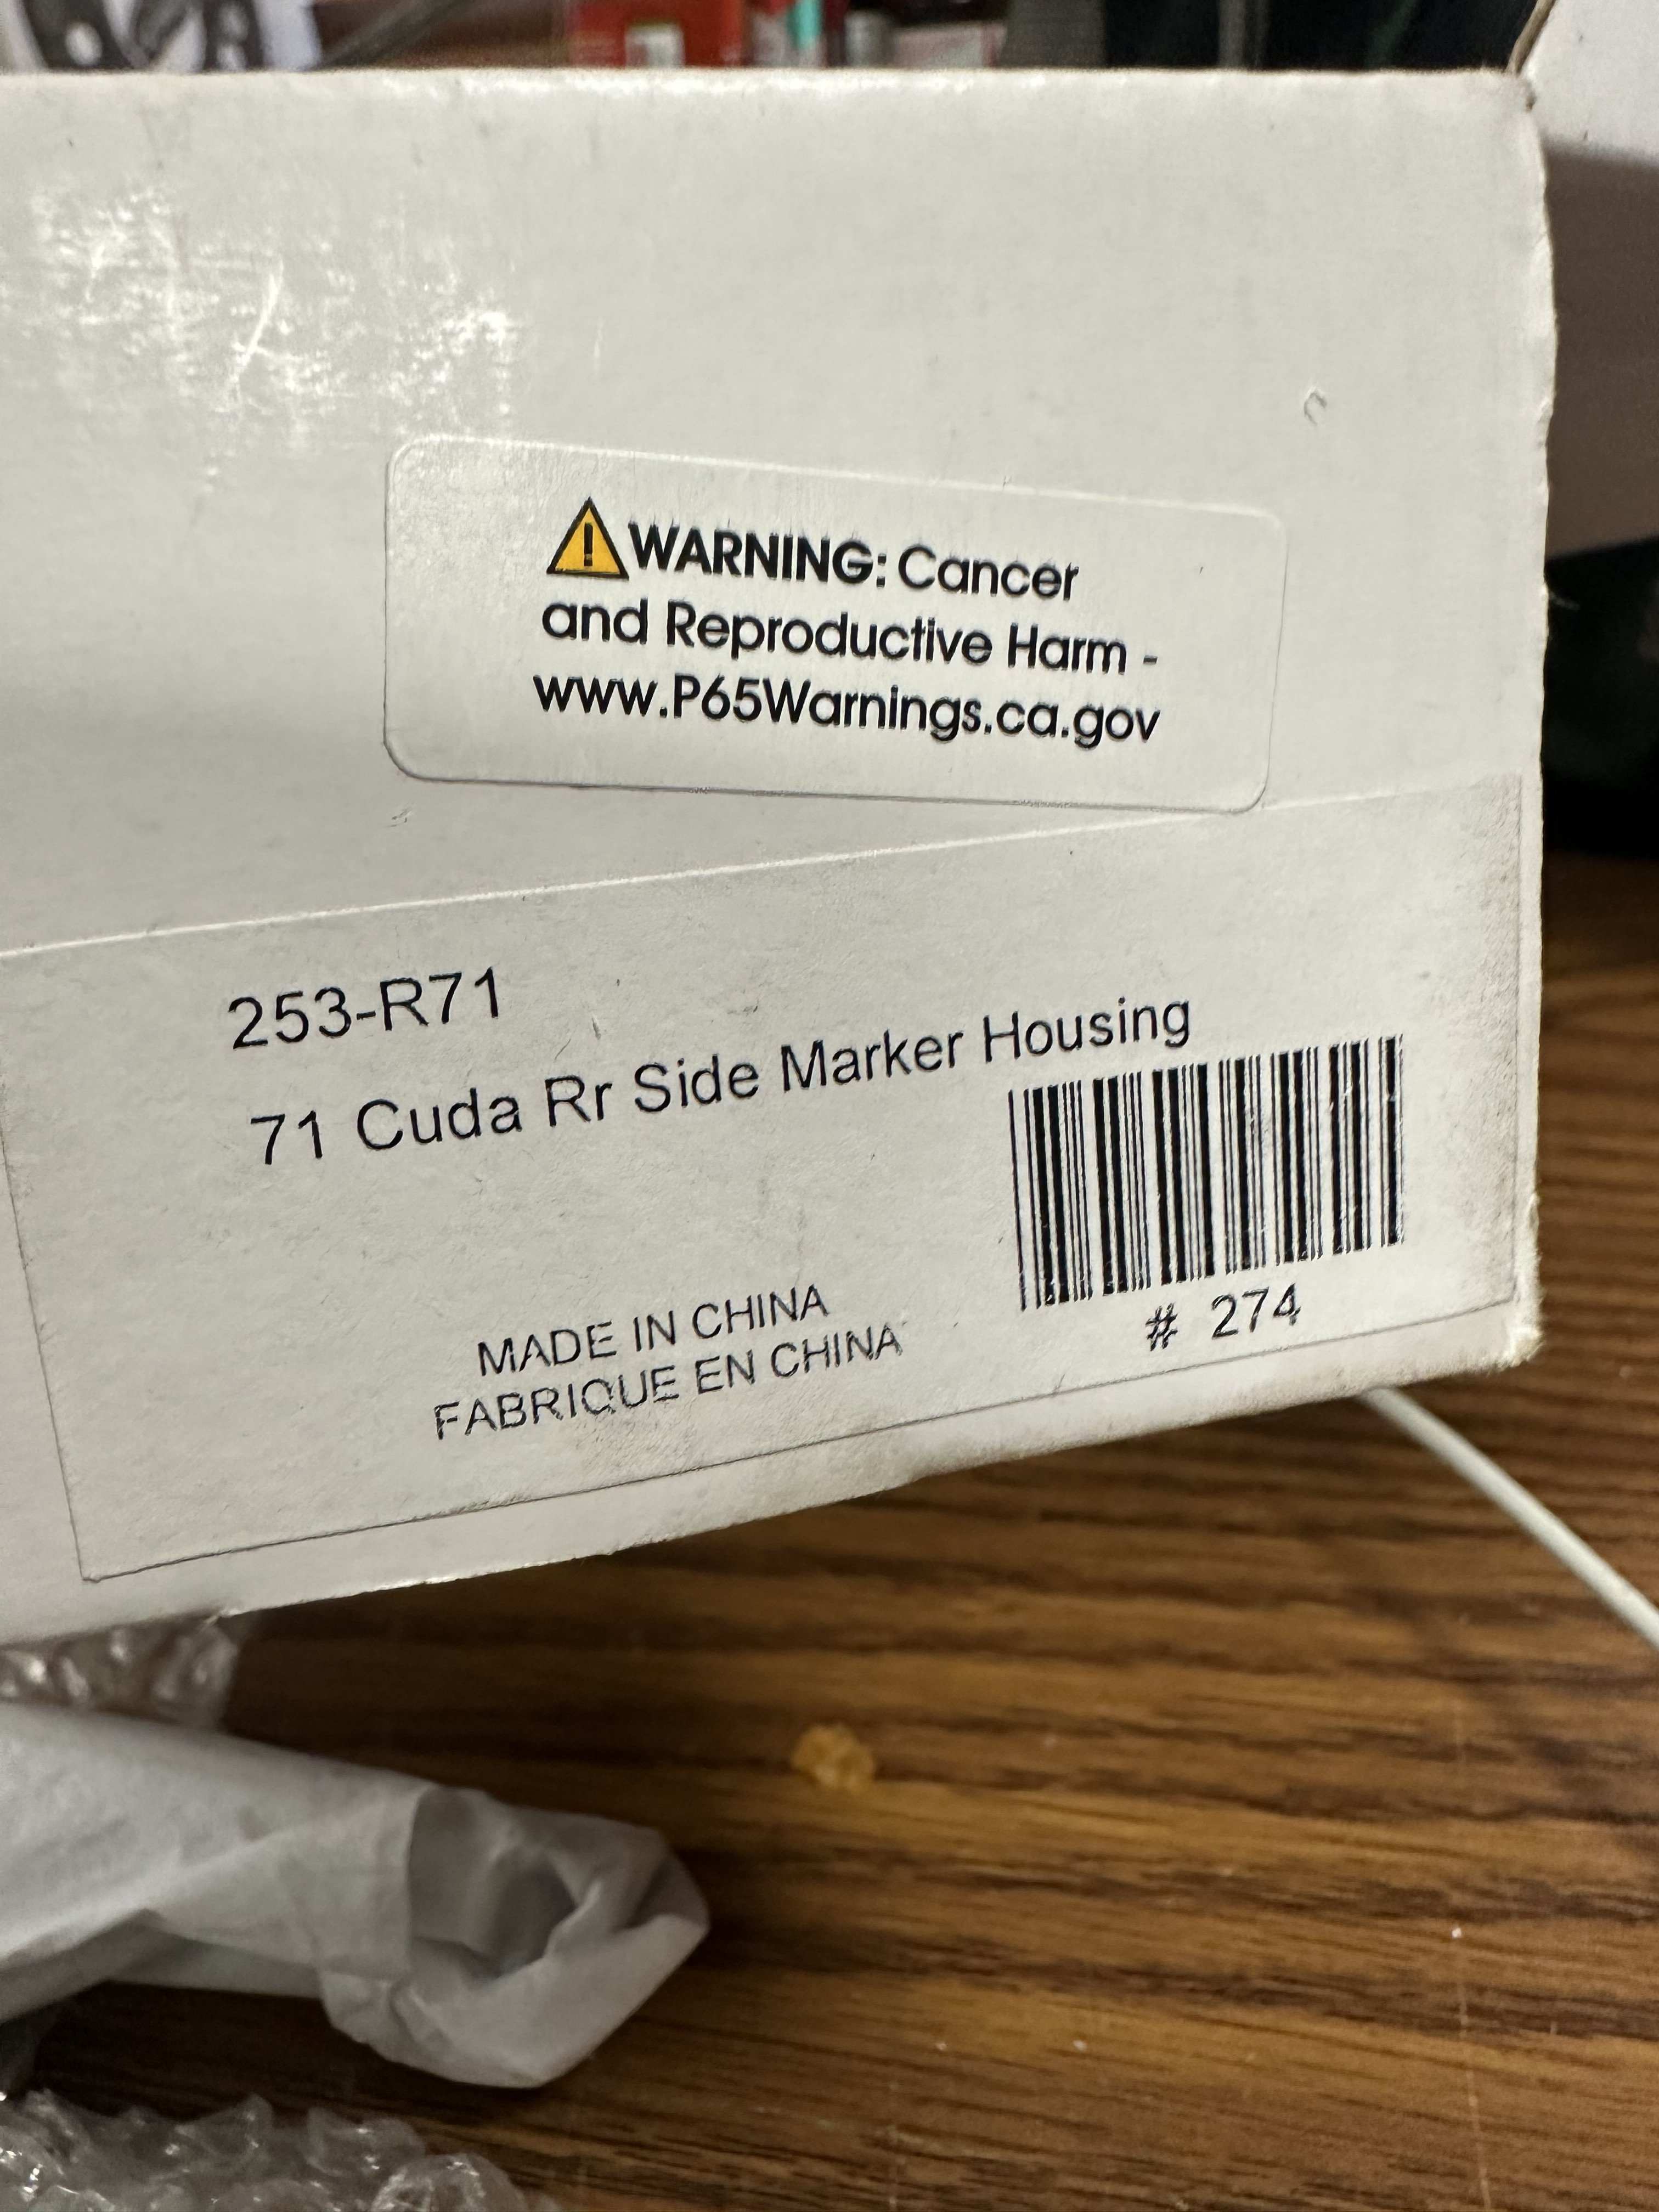 WARNING: Cancer
and Reproductive Harm -
www.P65Warnings.ca.gov
253-R71
71 Cuda Rr Side Marker Housing
# 274
MADE IN CHINA
FABRIQUE EN CHINA